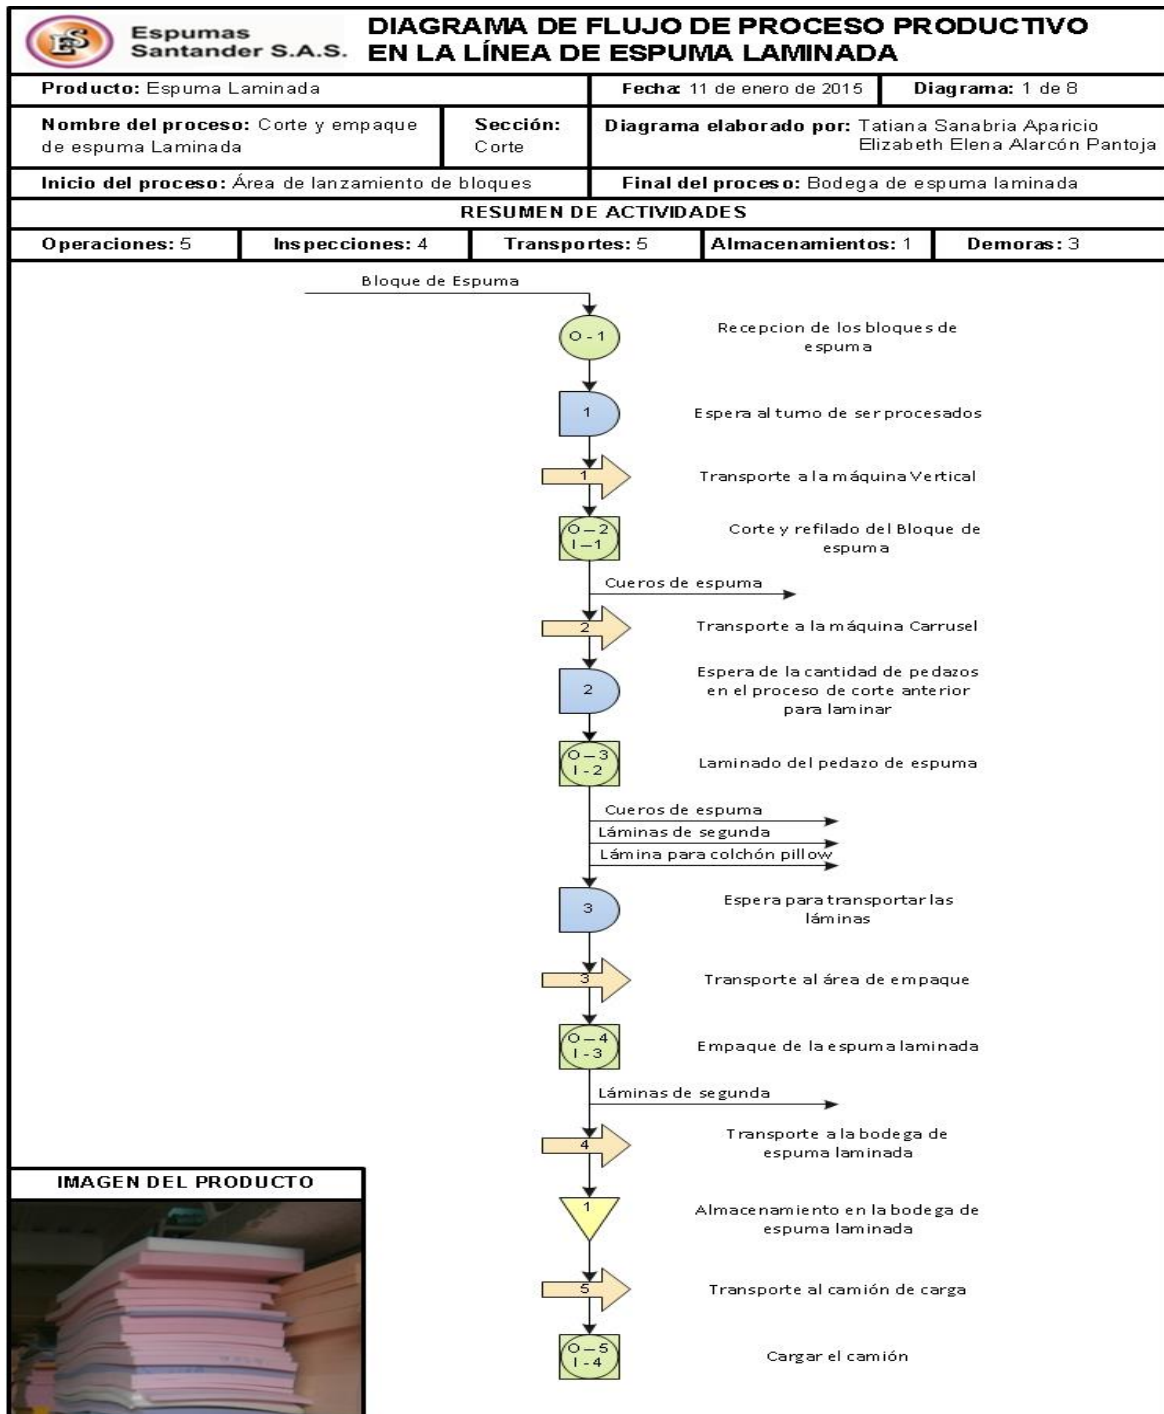 ES
Espumas
Santander S.A.S.
DIAGRAMA DE FLUJO DE PROCESO PRODUCTIVO
EN LA LÍNEA DE ESPUMA LAMINADA
Producto: Espuma Laminada
Fecha: 11 de enero de 2015
Diagrama: 1 de 8
Nombre del proceso: Corte y empaque
de espuma Laminada
Sección:
Corte
Diagrama elaborado por: Tatiana Sanabria Aparicio
Elizabeth Elena Alarcón Pantoja
Inicio del proceso: Área de lanzamiento de bloques
Final del proceso: Bodega de espuma laminada
RESUMEN DE ACTIVIDADES
Operaciones: 5
Inspecciones: 4
Transportes: 5
Almacenamientos: 1
Demoras: 3
Bloque de Espuma
O - 1
Recepcion de los bloques de
espuma
1
Espera al turno de ser procesados
1
Transporte a la máquina Vertical
O – 2
I – 1
Corte y refilado del Bloque de
espuma
Cueros de espuma
2
Transporte a la máquina Carrusel
2
Espera de la cantidad de pedazos
en el proceso de corte anterior
para laminar
O – 3
I - 2
Laminado del pedazo de espuma
Cueros de espuma
Láminas de segunda
Lámina para colchón pillow
3
Espera para transportar las
láminas
3
Transporte al área de empaque
O – 4
I - 3
Empaque de la espuma laminada
Láminas de segunda
4
Transporte a la bodega de
espuma laminada
1
Almacenamiento en la bodega de
espuma laminada
5
Transporte al camión de carga
O – 5
I - 4
Cargar el camión
IMAGEN DEL PRODUCTO